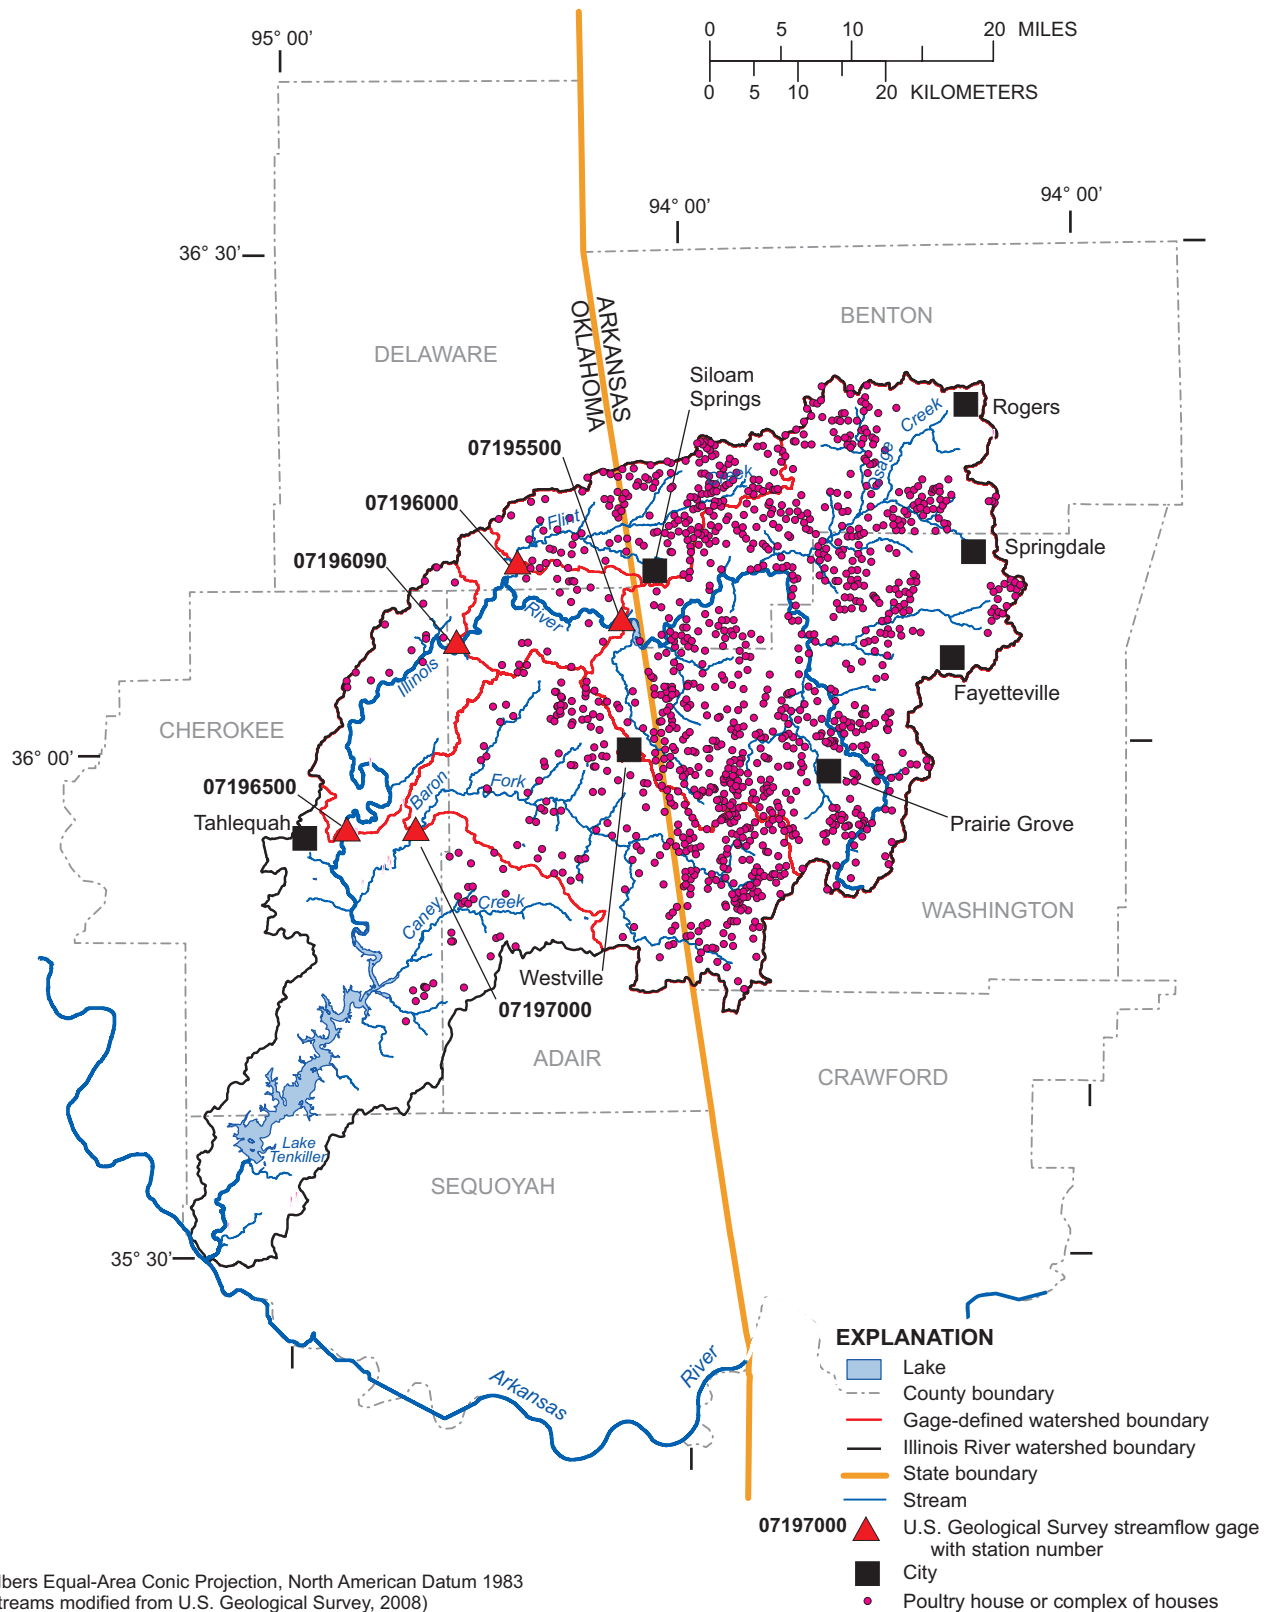 0 5 10 20 MILES
0 5 10 20 KILOMETERS
95° 00’
94° 00’
94° 00’
36° 30’
ARKANSAS
OKLAHOMA
BENTON
DELAWARE
Siloam
Springs
Rogers
Creek
Osage
07195500
Creek
07196000
Flint
Springdale
07196090
River
Illinois
Fayetteville
CHEROKEE
36° 00’
Baron
Fork
07196500
Tahlequah
Prairie Grove
Caney
Creek
WASHINGTON
Westville
07197000
ADAIR
CRAWFORD
Lake
Tenkiller
SEQUOYAH
35° 30’
Arkansas
River
EXPLANATION
Lake
County boundary
Gage-defined watershed boundary
Illinois River watershed boundary
State boundary
Stream
07197000 U.S. Geological Survey streamflow gage
with station number
City
Poultry house or complex of houses
lbers Equal-Area Conic Projection, North American Datum 1983
treams modified from U.S. Geological Survey, 2008)